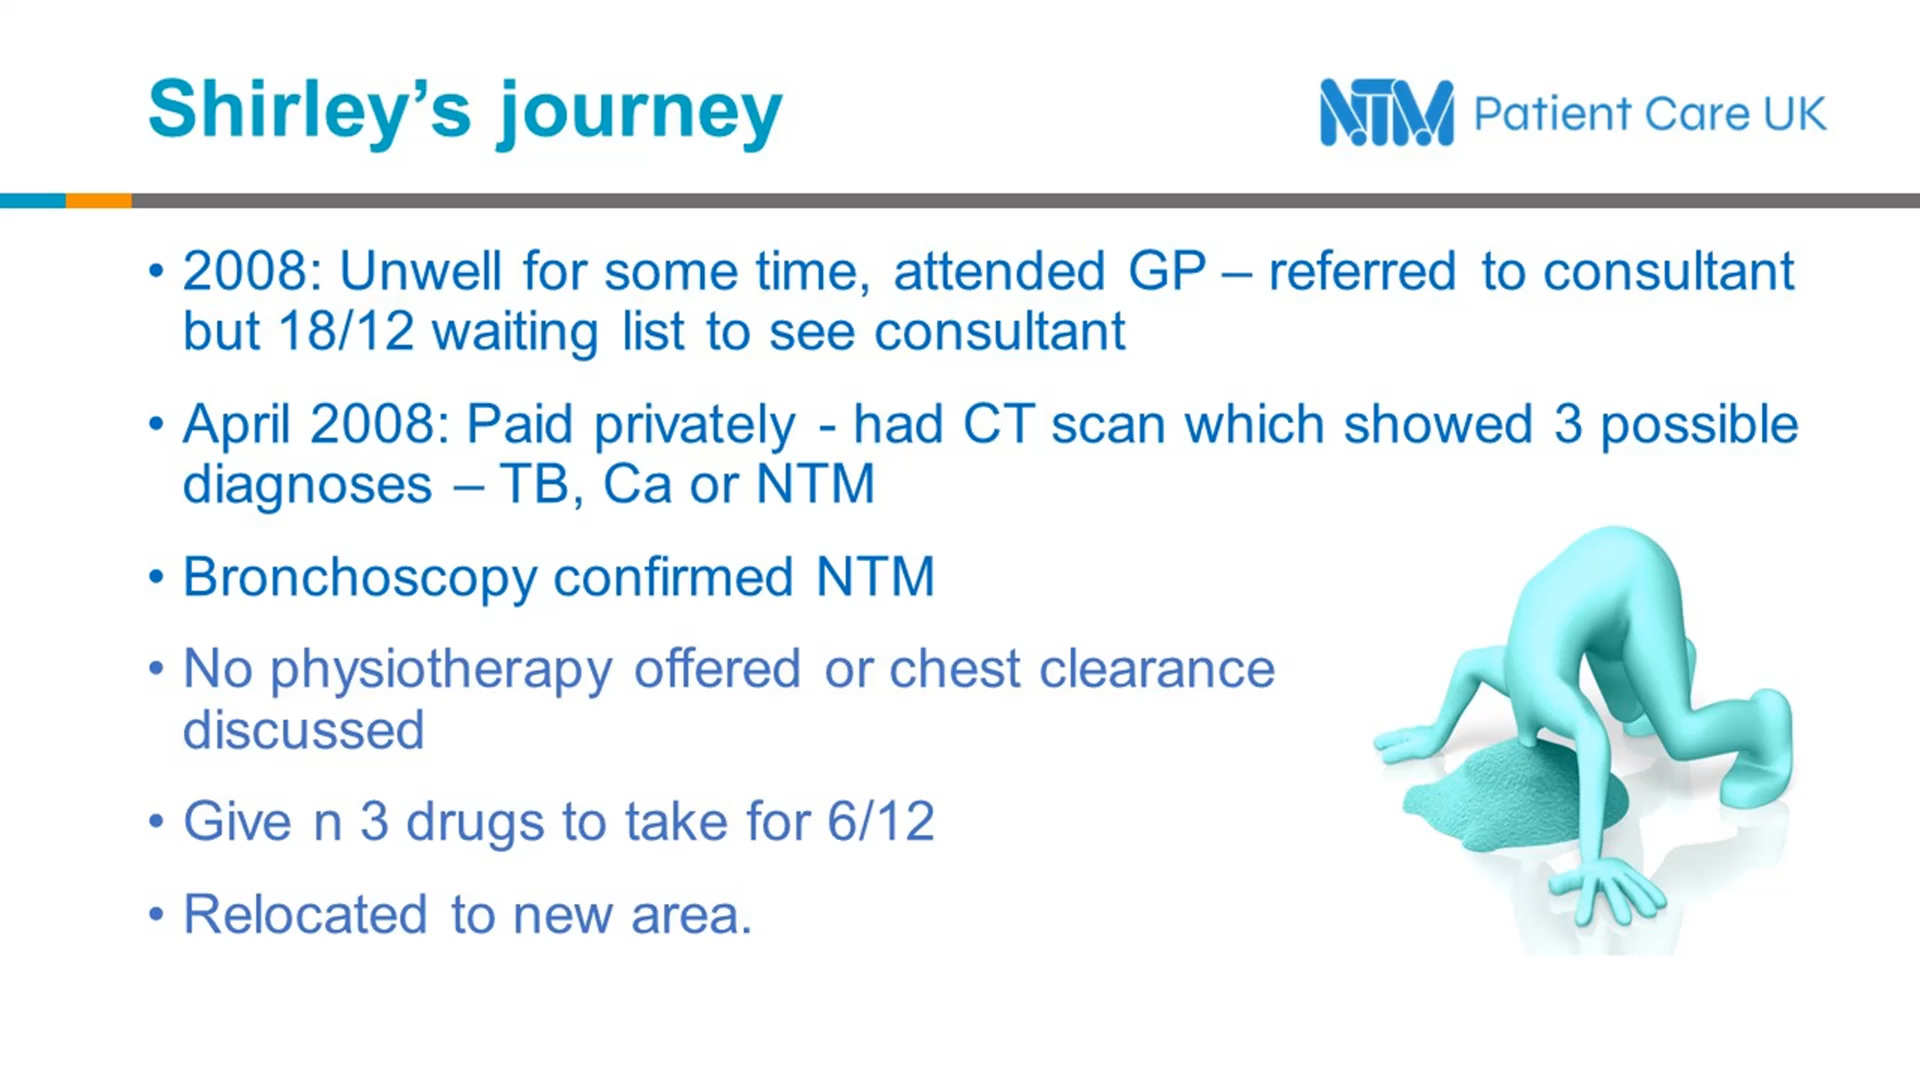 Shirley’s journey
NTM Patient Care UK
• 2008: Unwell for some time, attended GP – referred to consultant
but 18/12 waiting list to see consultant
• April 2008: Paid privately - had CT scan which showed 3 possible
diagnoses – TB, Ca or NTM
• Bronchoscopy confirmed NTM
• No physiotherapy offered or chest clearance
discussed
• Give n 3 drugs to take for 6/12
• Relocated to new area.